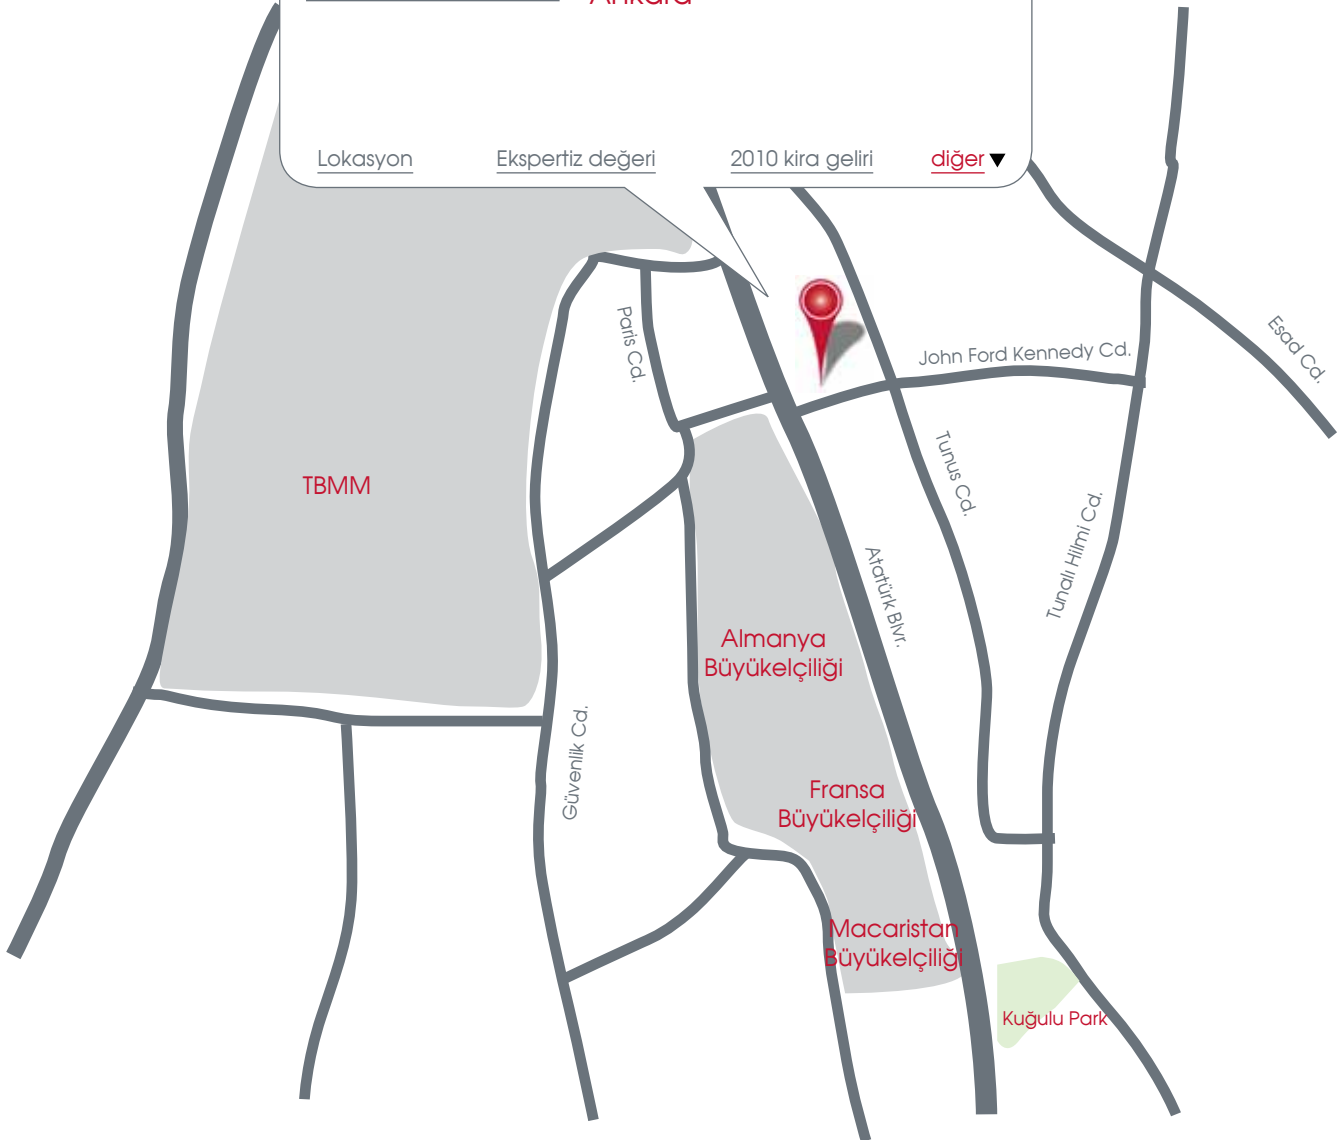 Ankara
Lokasyon
Ekspertiz değeri
2010 kira geliri
diğer
Paris Cd.
John Ford Kennedy Cd.
Esad Cd.
TBMM
Tunus Cd.
Tunalı Hilmi Cd.
Atatürk Blvr.
Almanya
Büyükelçiliği
Güvenlik Cd.
Fransa
Büyükelçiliği
Macaristan
Büyükelçiliği
Kuğulu Park